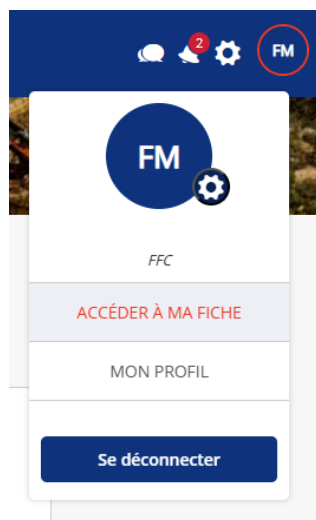 2
FM
FM
FFC
ACCÉDER À MA FICHE
MON PROFIL
Se déconnecter